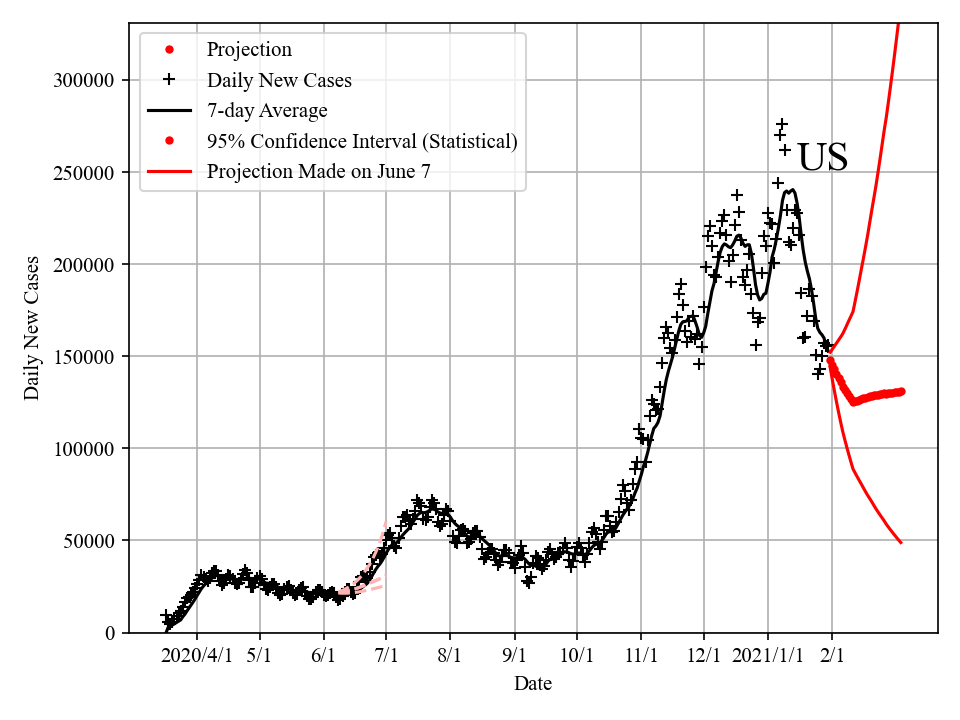 Projection
Daily New Cases
7-day Average
95% Confidence Interval (Statistical)
Projection Made on June 7
US
300000
250000
200000
150000
100000
50000
0
Daily New Cases
2020/4/1 5/1 6/1 7/1 8/1 9/1 10/1 11/1 12/1 2021/1/1 2/1
Date